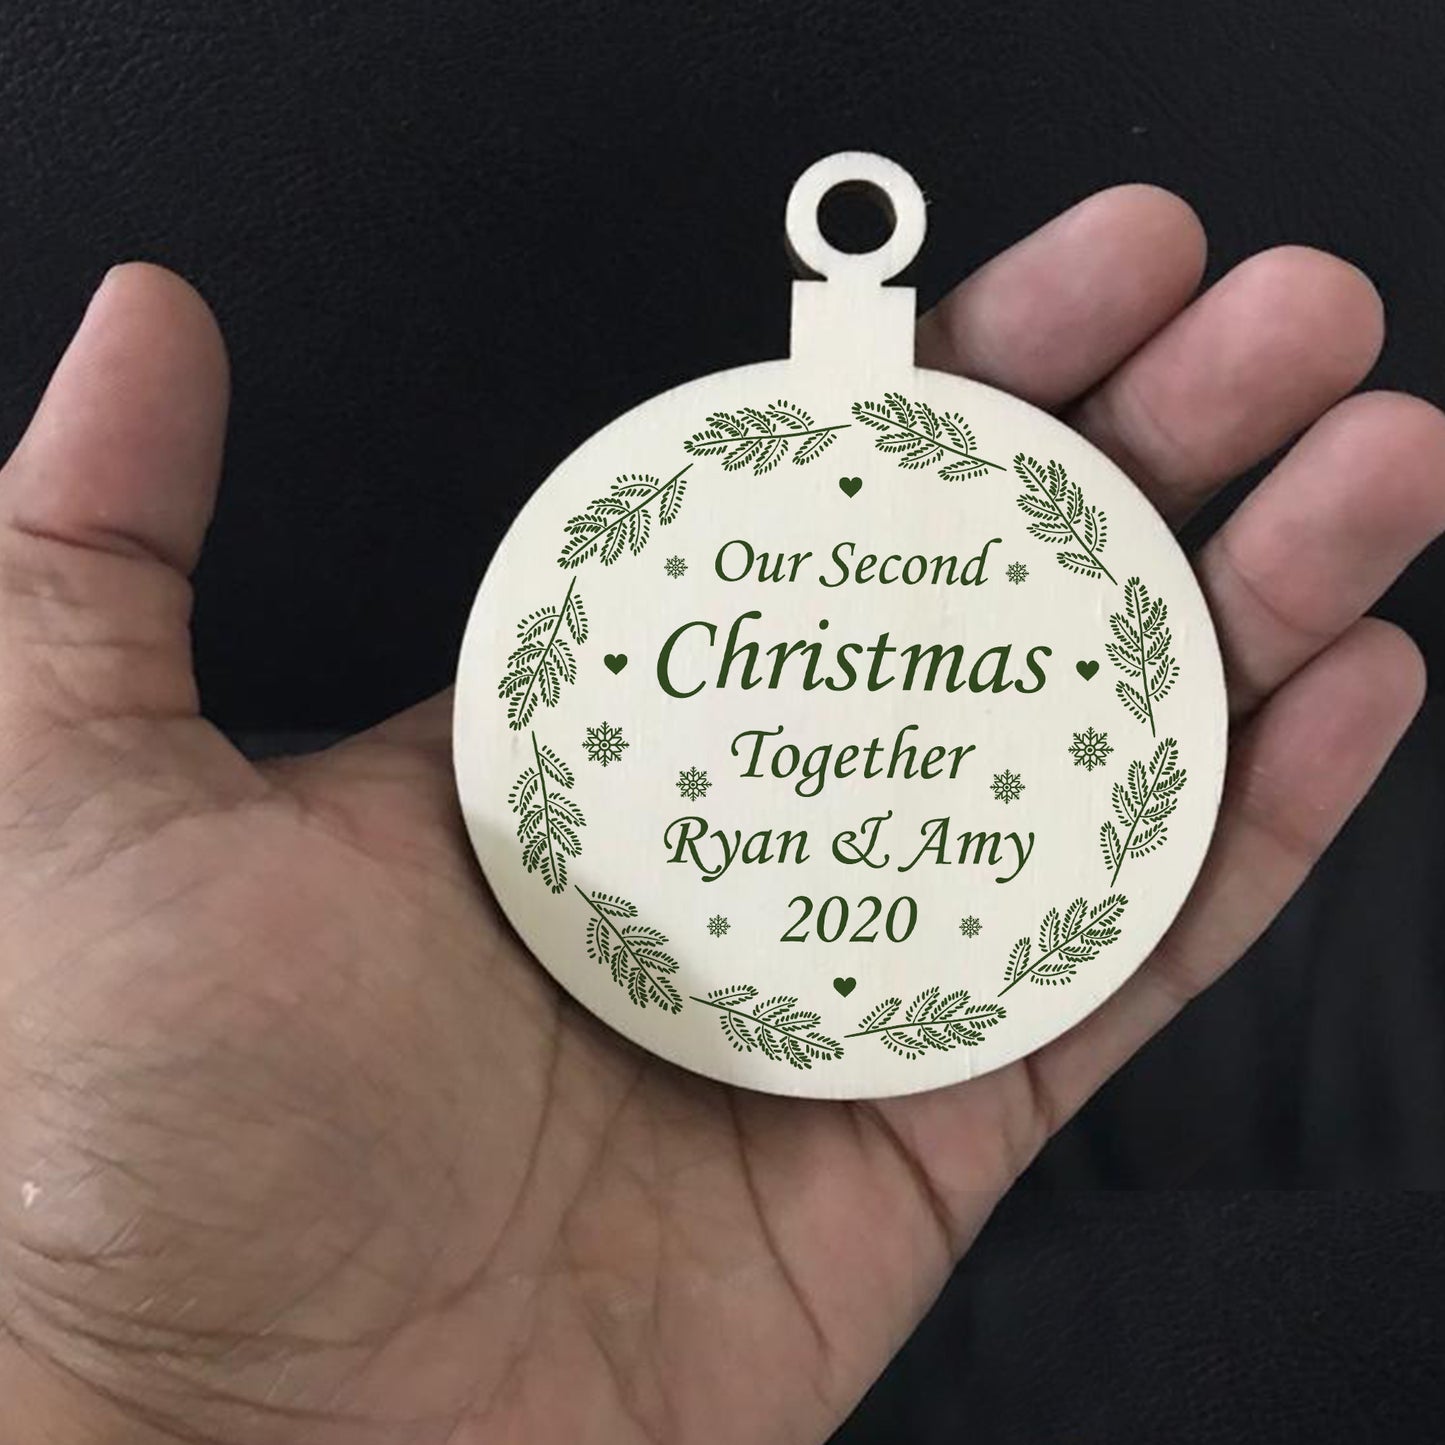 Our Second
Christmas
Together
Ryan & Amy
2020